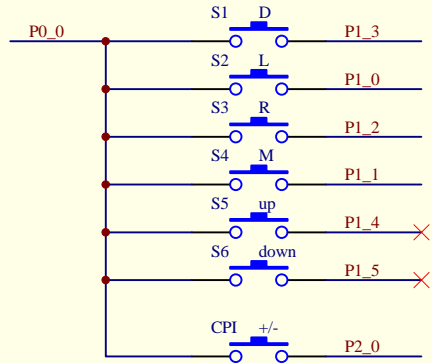 S1 D
P0_0 P1_3
S2 L
P1_0
S3 R
P1_2
S4 M
P1_1
S5 up
P1_4
S6 down
P1_5
CPI +/-
P2_0